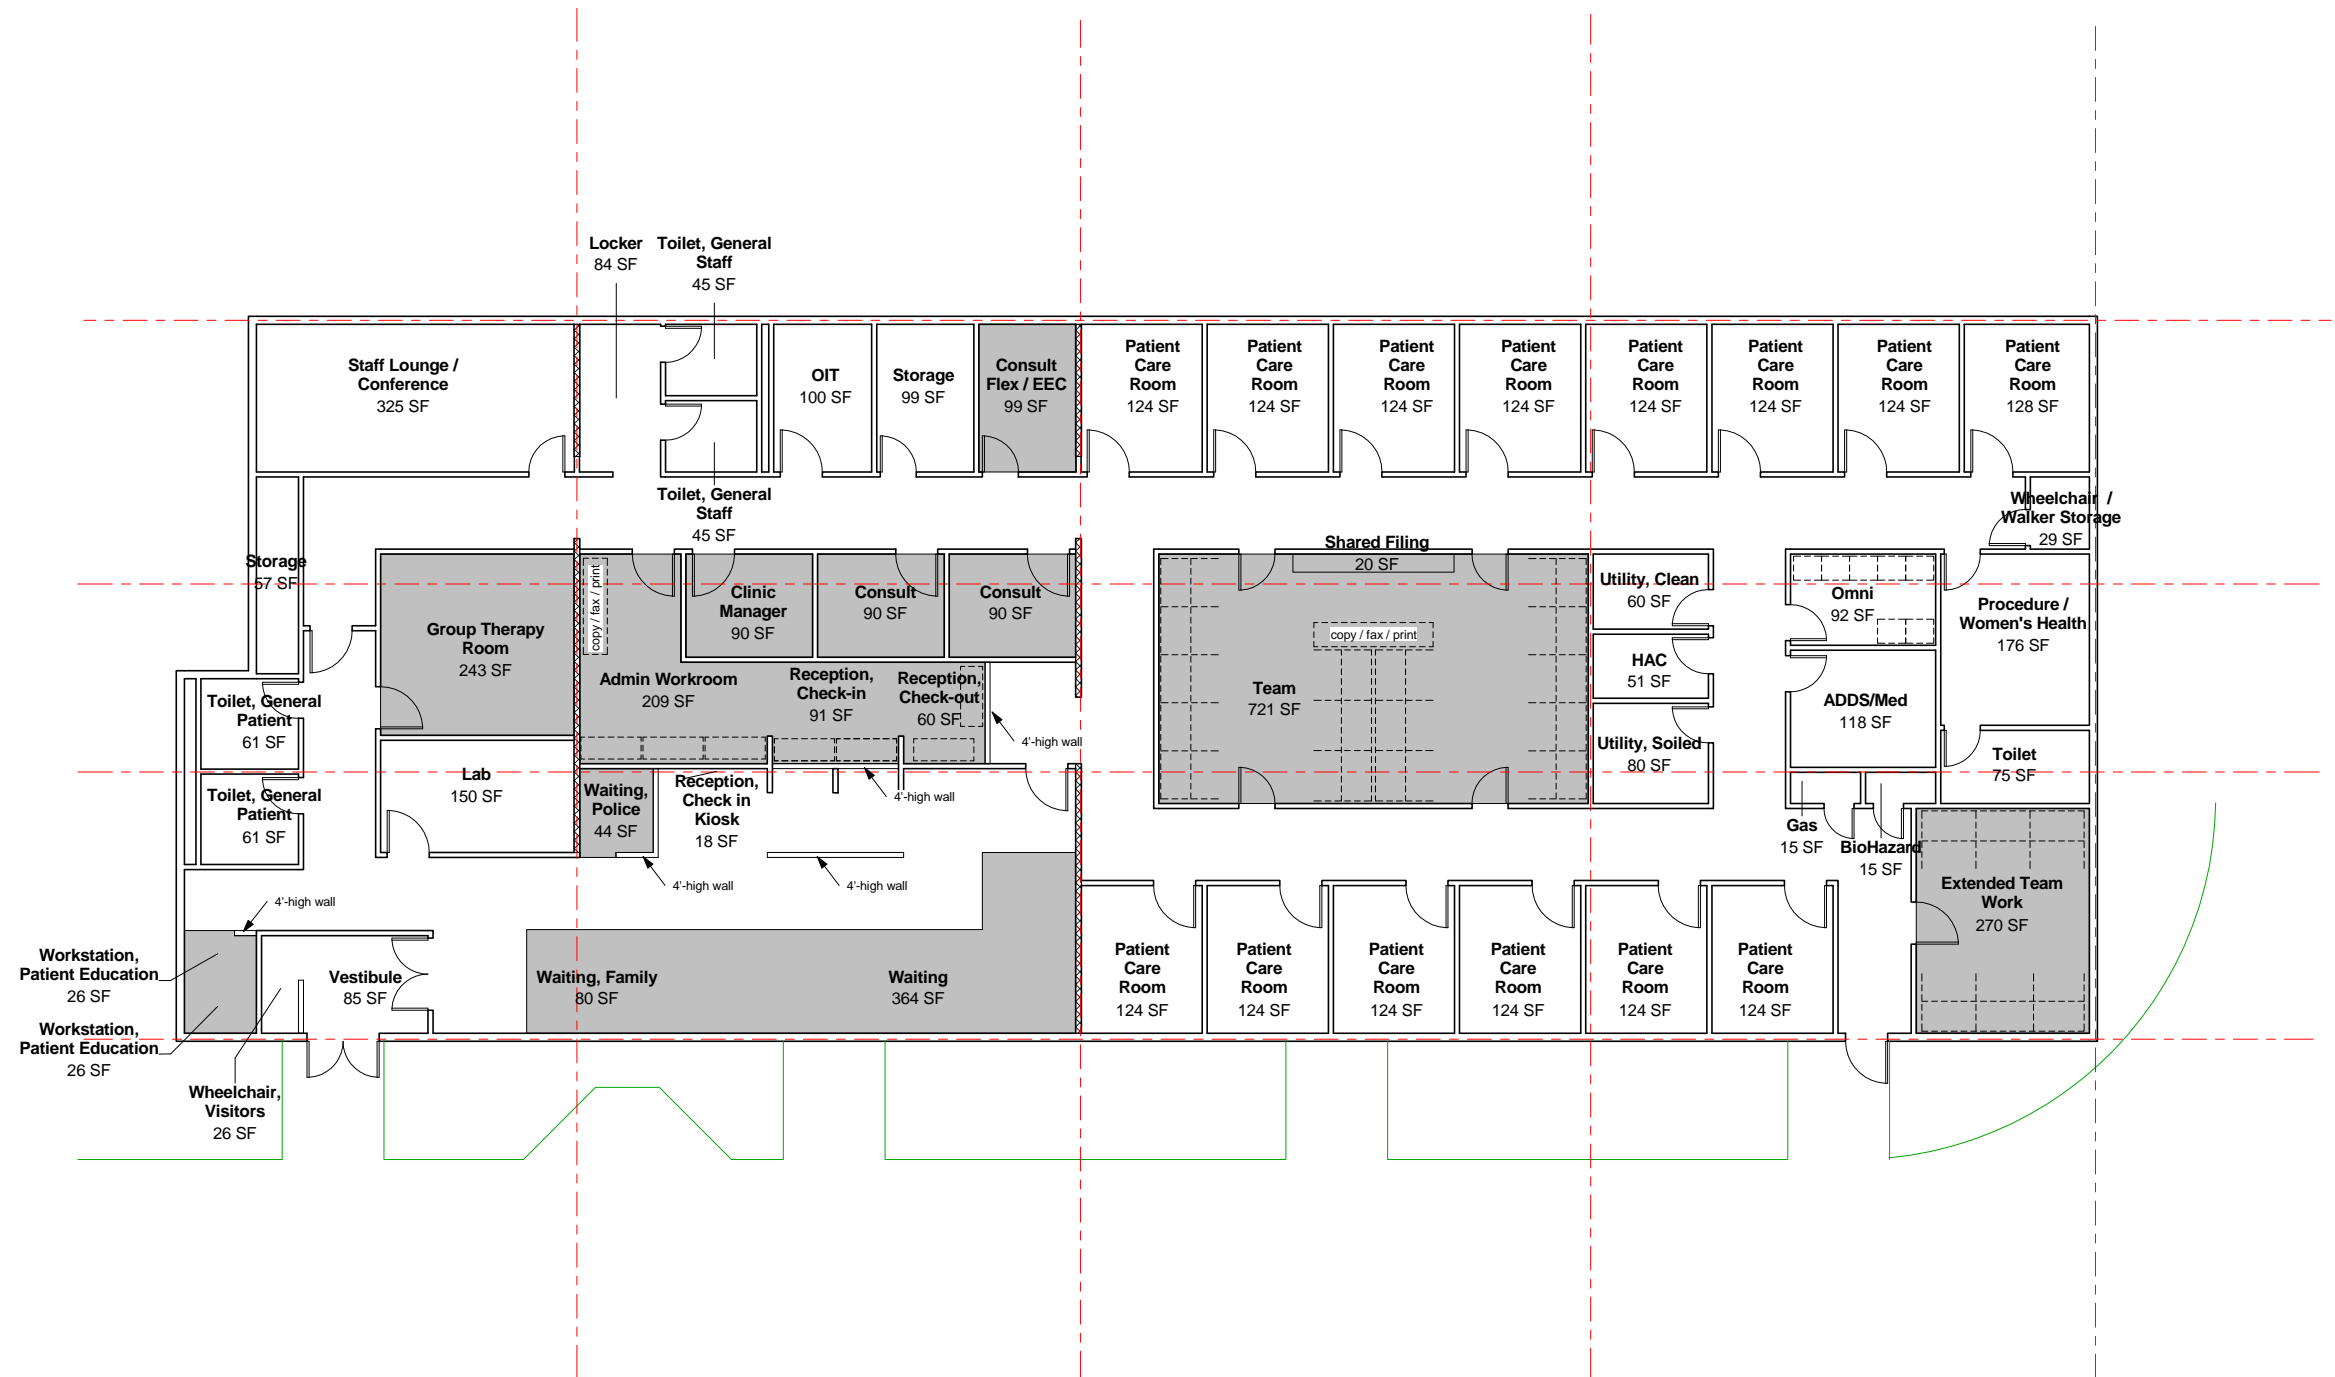 Locker
84 SF
Toilet, General
Staff
45 SF
Staff Lounge /
Conference
325 SF
OIT
100 SF
Storage
99 SF
Consult
Flex / EEC
99 SF
Patient
Care
Room
124 SF
Patient
Care
Room
124 SF
Patient
Care
Room
124 SF
Patient
Care
Room
124 SF
Patient
Care
Room
124 SF
Patient
Care
Room
124 SF
Patient
Care
Room
124 SF
Patient
Care
Room
128 SF
Toilet, General
Staff
45 SF
Wheelchair /
Walker Storage
29 SF
Storage
57 SF
Group Therapy
Room
243 SF
copy / fax / print
Clinic
Manager
90 SF
Consult
90 SF
Consult
90 SF
Shared Filing
20 SF
Utility, Clean
60 SF
Omni
92 SF
Procedure /
Women's Health
176 SF
copy / fax / print
Admin Workroom
209 SF
Reception,
Check-in
91 SF
Reception,
Check-out
60 SF
4'-high wall
Team
721 SF
HAC
51 SF
ADDS/Med
118 SF
Toilet, General
Patient
61 SF
Utility, Soiled
80 SF
Toilet
75 SF
Lab
150 SF
Toilet, General
Patient
61 SF
Waiting,
Police
44 SF
Reception,
Check in
Kiosk
18 SF
4'-high wall
Gas
15 SF
BioHazard
15 SF
4'-high wall
4'-high wall
4'-high wall
Extended Team
Work
270 SF
Workstation,
Patient Education
26 SF
Vestibule
85 SF
Waiting, Family
80 SF
Waiting
364 SF
Patient
Care
Room
124 SF
Patient
Care
Room
124 SF
Patient
Care
Room
124 SF
Patient
Care
Room
124 SF
Patient
Care
Room
124 SF
Patient
Care
Room
124 SF
Workstation,
Patient Education
26 SF
Wheelchair,
Visitors
26 SF